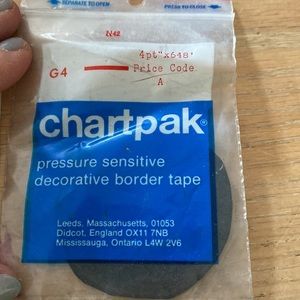 SEPARATE TO OPEN
PRESS TO CLOSE
N42
4pt"x648'
G4
Price Code
A
chartpak®
pressure sensitive
decorative border tape
Leeds, Massachusetts, 01053
Didcot, England OX11 7NB
Mississauga, Ontario L4W 2V6